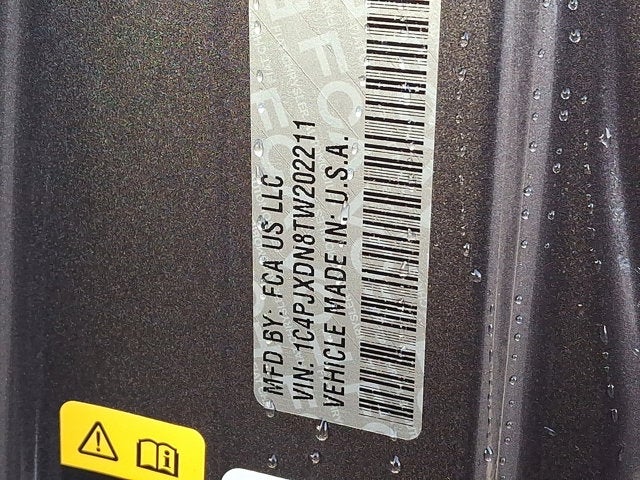 MFD BY: FCA US LLC
VIN: 1C4PJXDN8TW202211
VEHICLE MADE IN: U.S.A.